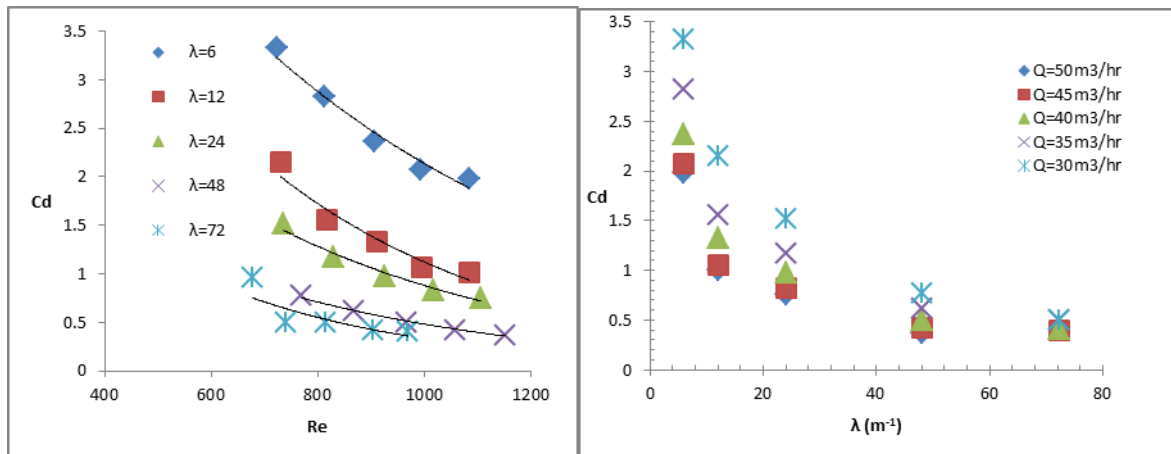 3.5
3
2.5
2
1.5
1
0.5
0
Cd
λ=6
λ=12
λ=24
λ=48
λ=72
400 600 800 1000 1200
Re
3.5
3
2.5
2
1.5
1
0.5
0
Cd
Q=50m3/hr
Q=45m3/hr
Q=40m3/hr
Q=35m3/hr
Q=30m3/hr
0 20 40 60 80
λ (m⁻¹)